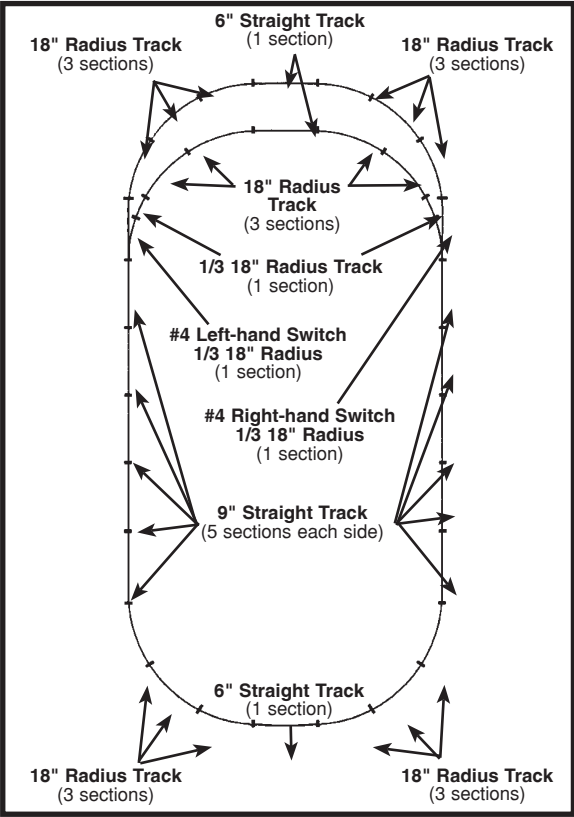 6" Straight Track
(1 section)
18" Radius Track
(3 sections)
18" Radius Track
(3 sections)
18" Radius
Track
(3 sections)
1/3 18" Radius Track
(1 section)
#4 Left-hand Switch
1/3 18" Radius
(1 section)
#4 Right-hand Switch
1/3 18" Radius
(1 section)
9" Straight Track
(5 sections each side)
6" Straight Track
(1 section)
18" Radius Track
(3 sections)
18" Radius Track
(3 sections)